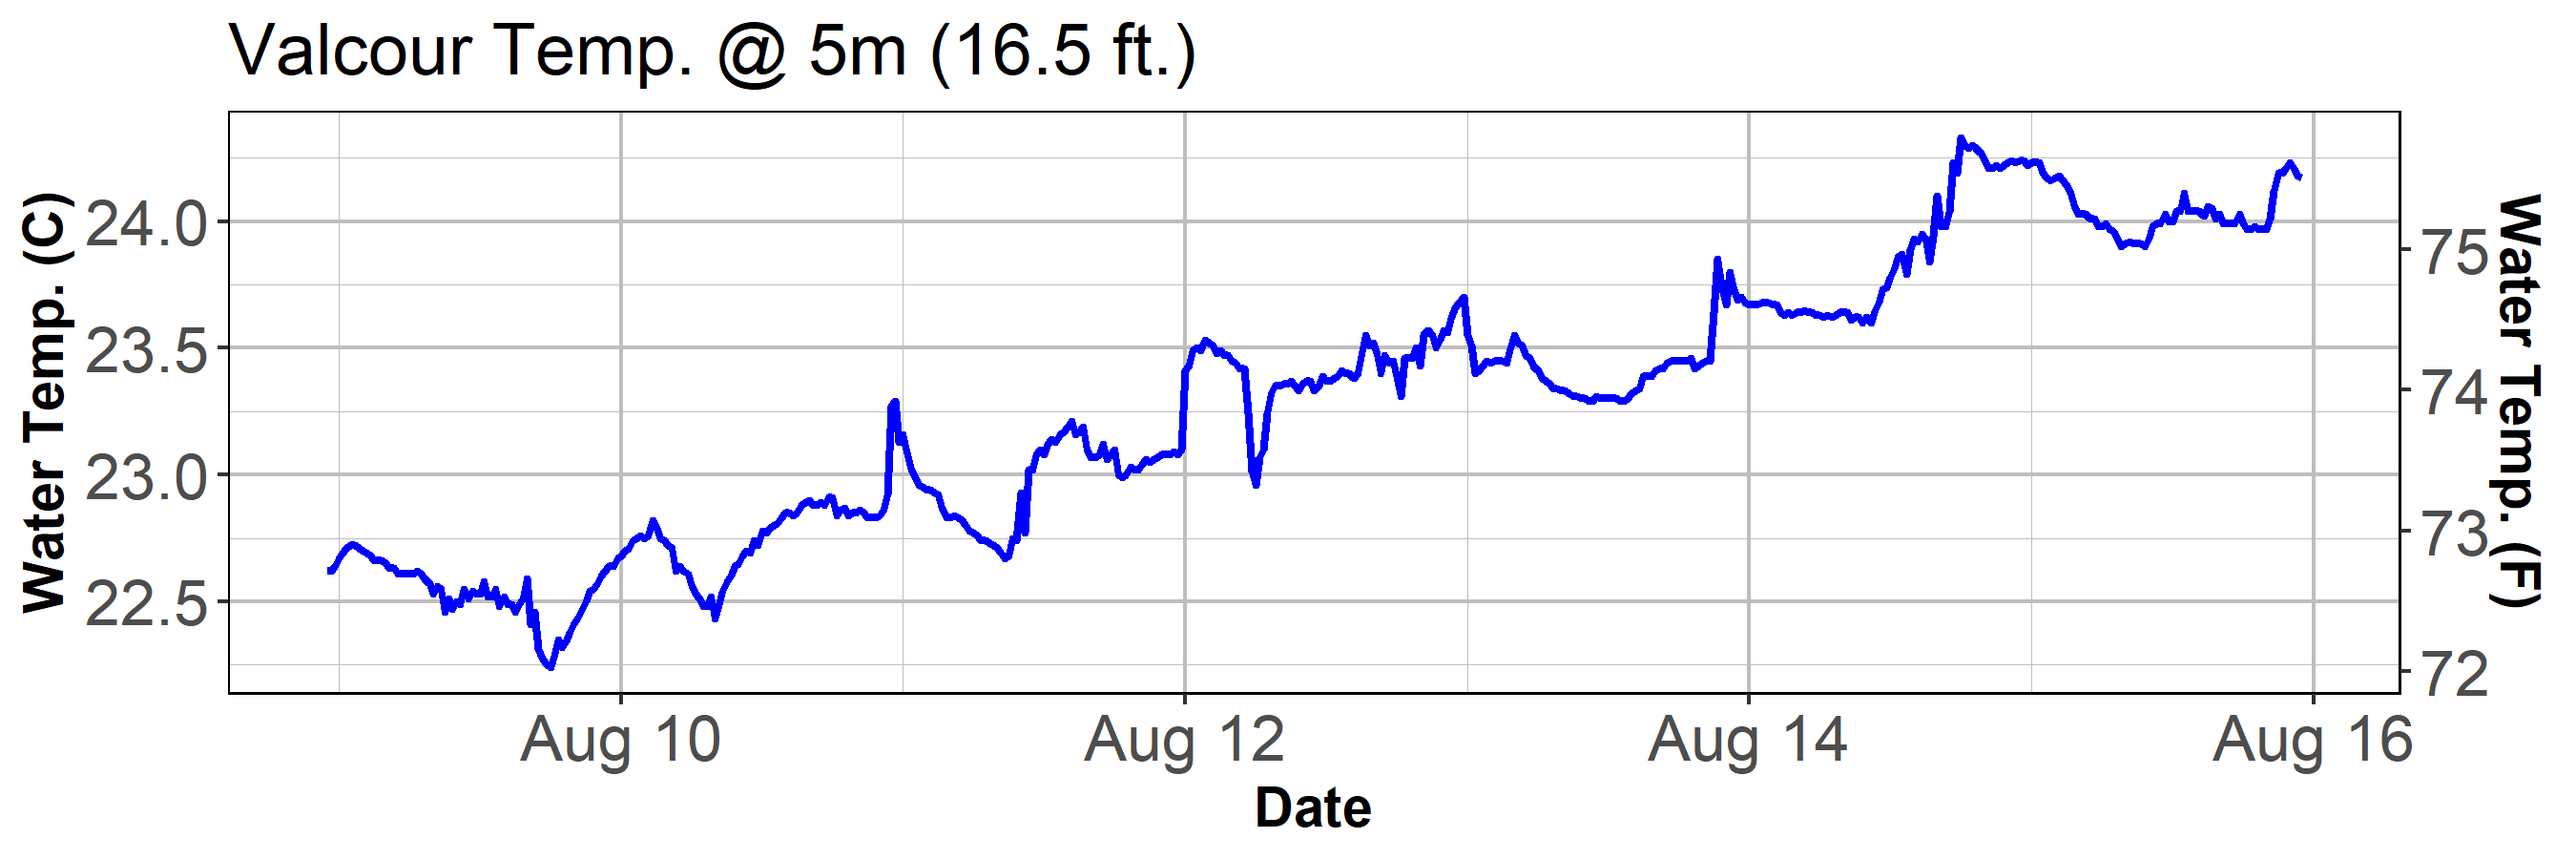 Valcour Temp. @ 5m (16.5 ft.)
Water Temp. (C)
24.0
23.5
23.0
22.5
75
74
73
72
Water Temp. (F)
Aug 10 Aug 12 Aug 14 Aug 16
Date